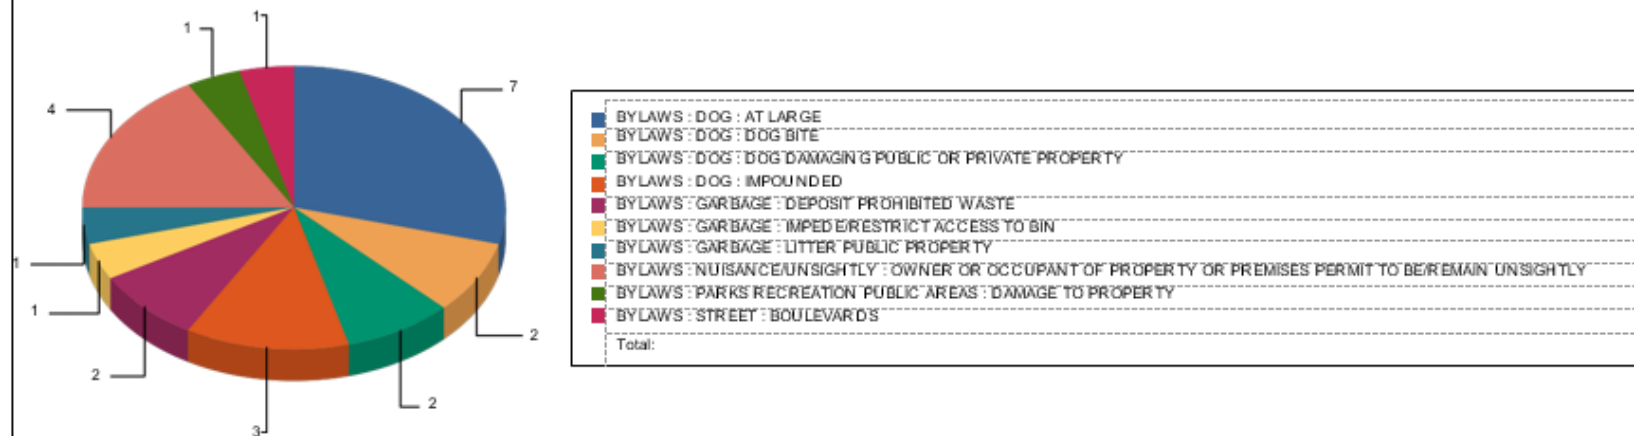 1
1
7
4
1
1
2
2
2
3
BYLAWS : DOG : AT LARGE
BYLAWS : DOG : DOG BITE
BYLAWS : DOG : DOG DAMAGING PUBLIC OR PRIVATE PROPERTY
BYLAWS : DOG : IMPOUNDED
BYLAWS : GARBAGE : DEPOSIT PROHIBITED WASTE
BYLAWS : GARBAGE : IMPEDE/RESTRICT ACCESS TO BIN
BYLAWS : GARBAGE : LITTER PUBLIC PROPERTY
BYLAWS : NUISANCE/UNSIGHTLY : OWNER OR OCCUPANT OF PROPERTY OR PREMISES PERMIT TO BE/REMAIN UNSIGHTLY
BYLAWS : PARKS RECREATION PUBLIC AREAS : DAMAGE TO PROPERTY
BYLAWS : STREET : BOULEVARDS
Total: